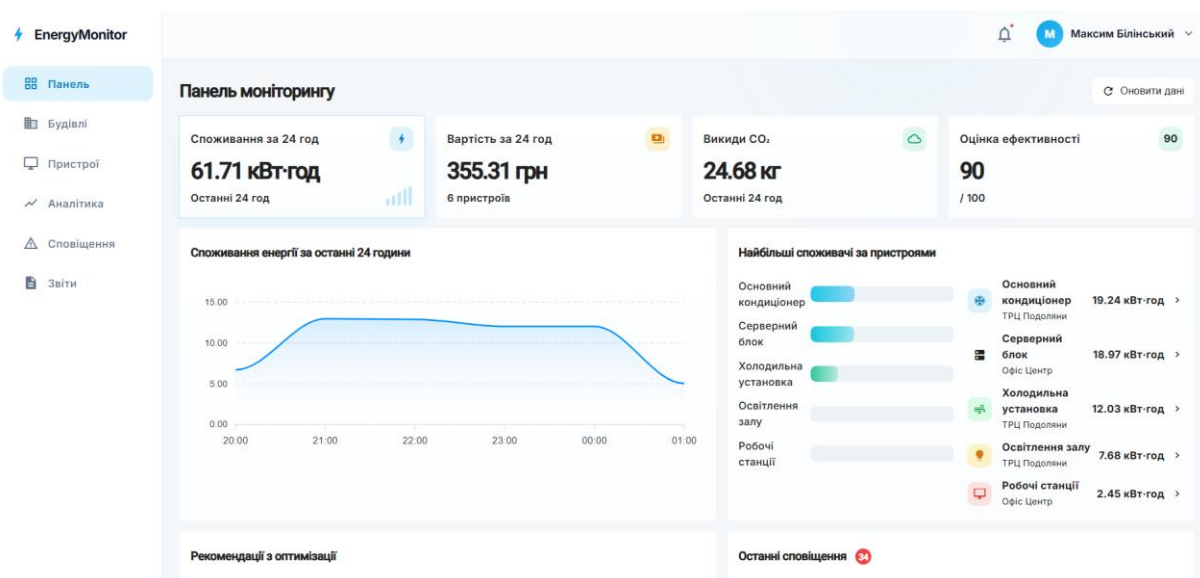 EnergyMonitor
М
Максим Білінський
Панель
Будівлі
Пристрої
Аналітика
Сповіщення
Звіти
Панель моніторингу
Оновити дані
Споживання за 24 год
61.71 кВт·год
Останні 24 год
Вартість за 24 год
355.31 грн
6 пристроїв
Викиди CO₂
24.68 кг
Останні 24 год
Оцінка ефективності
90
90
/ 100
Споживання енергії за останні 24 години
15.00
10.00
5.00
0.00
20:00
21:00
22:00
23:00
00:00
01:00
Найбільші споживачі за пристроями
Основний
кондиціонер
Серверний
блок
Холодильна
установка
Освітлення
залу
Робочі
станції
Основний
кондиціонер
ТРЦ Подоляни
19.24 кВт·год
Серверний
блок
Офіс Центр
18.97 кВт·год
Холодильна
установка
ТРЦ Подоляни
12.03 кВт·год
Освітлення залу
ТРЦ Подоляни
7.68 кВт·год
Робочі станції
Офіс Центр
2.45 кВт·год
Рекомендації з оптимізації
Останні сповіщення
34